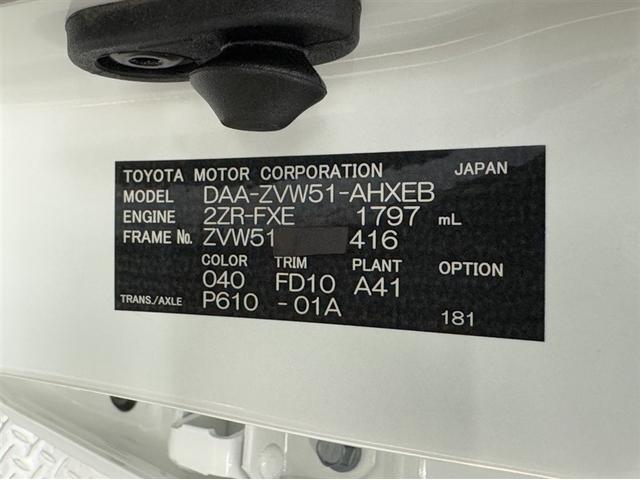 TOYOTA MOTOR CORPORATION JAPAN
MODEL DAA-ZVW51-AHXEB
ENGINE 2ZR-FXE 1797 mL
FRAME No. ZVW51 416
COLOR TRIM PLANT OPTION
040 FD10 A41
TRANS./AXLE P610 -01A 181